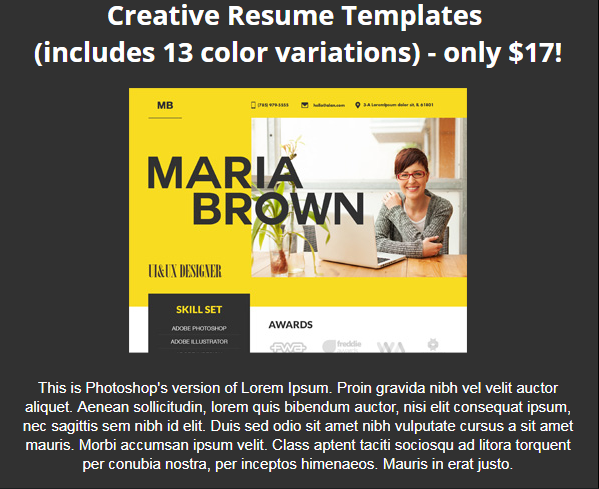 Creative Resume Templates
(includes 13 color variations) - only $17!
MB
(785) 979-5355
hello@alan.com
3-A Loremipsum dolor sit, IL 61801
MARIA
BROWN
UI&UX DESIGNER
SKILL SET
ADOBE PHOTOSHOP
ADOBE ILLUSTRATOR
AWARDS
fwa
freddie
This is Photoshop's version of Lorem Ipsum. Proin gravida nibh vel velit auctor
aliquet. Aenean sollicitudin, lorem quis bibendum auctor, nisi elit consequat ipsum,
nec sagittis sem nibh id elit. Duis sed odio sit amet nibh vulputate cursus a sit amet
mauris. Morbi accumsan ipsum velit. Class aptent taciti sociosqu ad litora torquent
per conubia nostra, per inceptos himenaeos. Mauris in erat justo.